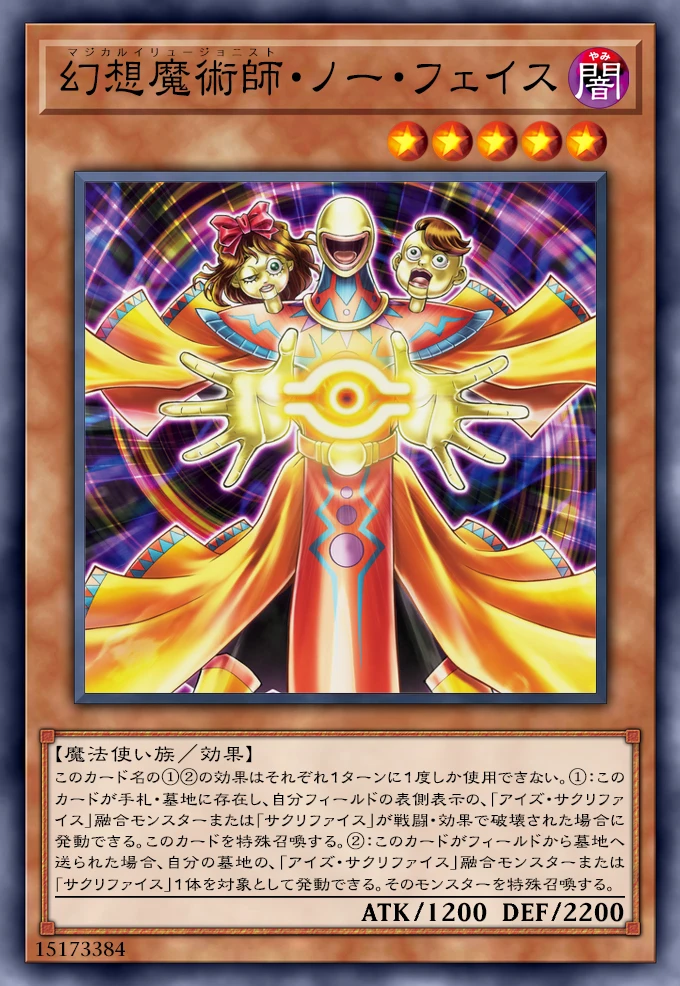 マジカルイリュージョニスト
幻想魔術師・ノー・フェイス
やみ
闇
【魔法使い族／効果】
このカード名の①②の効果はそれぞれ1ターンに1度しか使用できない。①：この
カードが手札・墓地に存在し、自分フィールドの表側表示の、「アイズ・サクリファ
イス」融合モンスターまたは「サクリファイス」が戦闘・効果で破壊された場合に
発動できる。このカードを特殊召喚する。②：このカードがフィールドから墓地へ
送られた場合、自分の墓地の、「アイズ・サクリファイス」融合モンスターまたは
「サクリファイス」1体を対象として発動できる。そのモンスターを特殊召喚する。
ATK/1200 DEF/2200
15173384